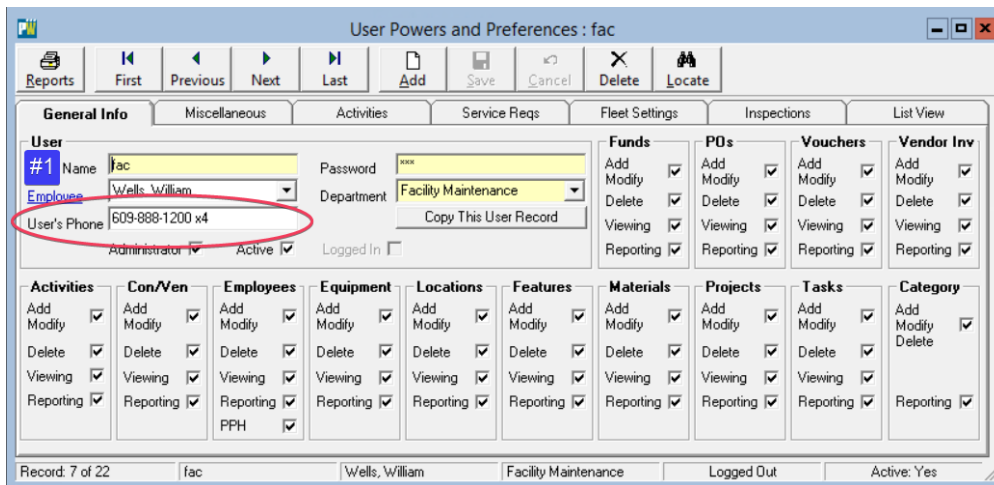 PW
User Powers and Preferences : fac
Reports First Previous Next Last Add Save Cancel Delete Locate
General Info Miscellaneous Activities Service Reqs Fleet Settings Inspections List View
User
#1 Name fac Password ***
Employee Wells, William Department Facility Maintenance
User's Phone 609-888-1200 x4 Copy This User Record
Administrator Active Logged In
Funds POs Vouchers Vendor Inv
Add Add Add Add
Modify Modify Modify Modify
Delete Delete Delete Delete
Viewing Viewing Viewing Viewing
Reporting Reporting Reporting Reporting
Activities Con/Ven Employees Equipment Locations Features Materials Projects Tasks Category
Add Add Add Add Add Add Add Add Add Add
Modify Modify Modify Modify Modify Modify Modify Modify Modify Modify
Delete Delete Delete Delete Delete Delete Delete Delete Delete Delete
Viewing Viewing Viewing Viewing Viewing Viewing Viewing Viewing Viewing
Reporting Reporting Reporting Reporting Reporting Reporting Reporting Reporting Reporting Reporting
PPH
Record: 7 of 22 fac Wells, William Facility Maintenance Logged Out Active: Yes